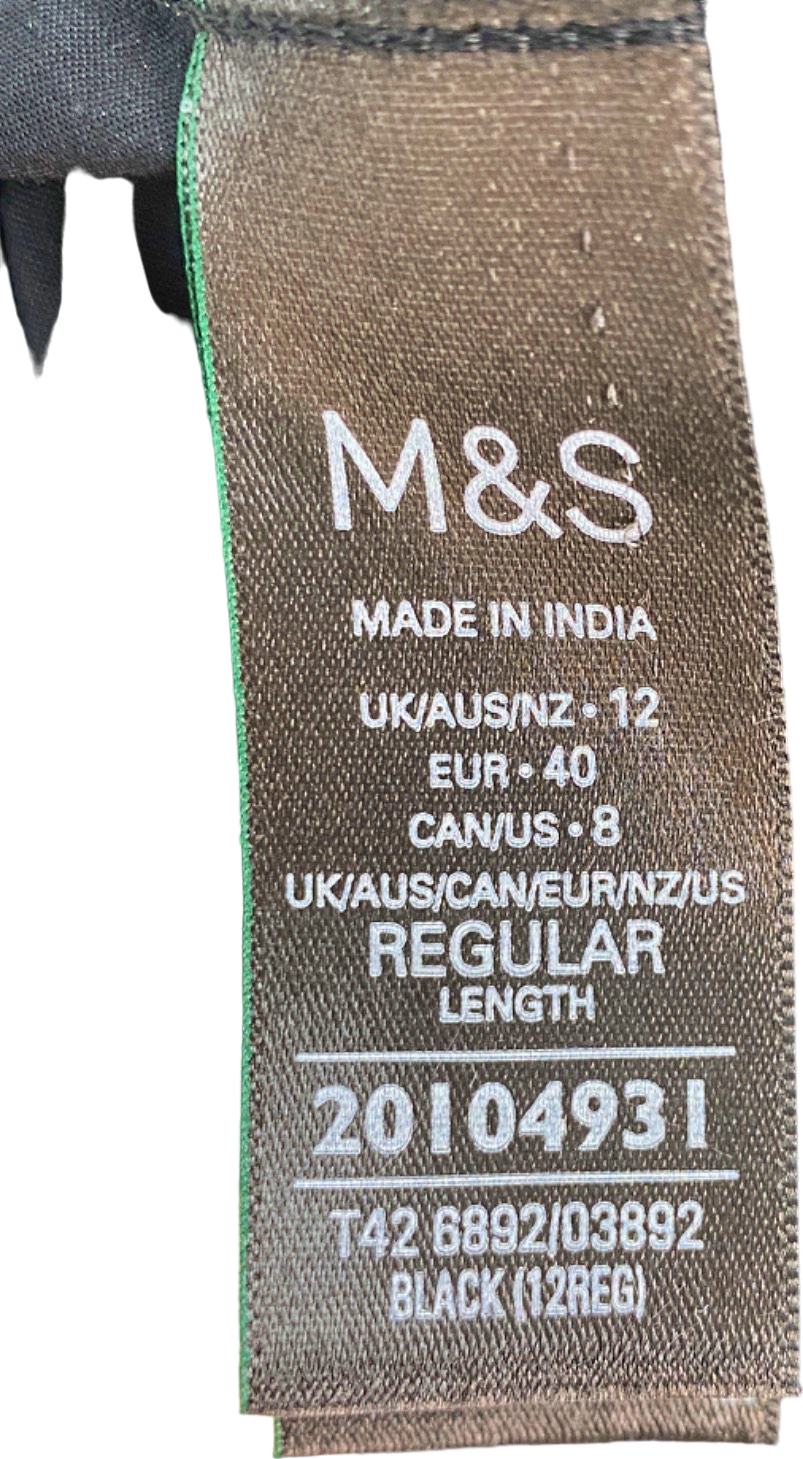 M&S
MADE IN INDIA
UK/AUS/NZ • 12
EUR • 40
CAN/US • 8
UK/AUS/CAN/EUR/NZ/US
REGULAR
LENGTH
20104931
T42 6892/03892
BLACK (12REG)